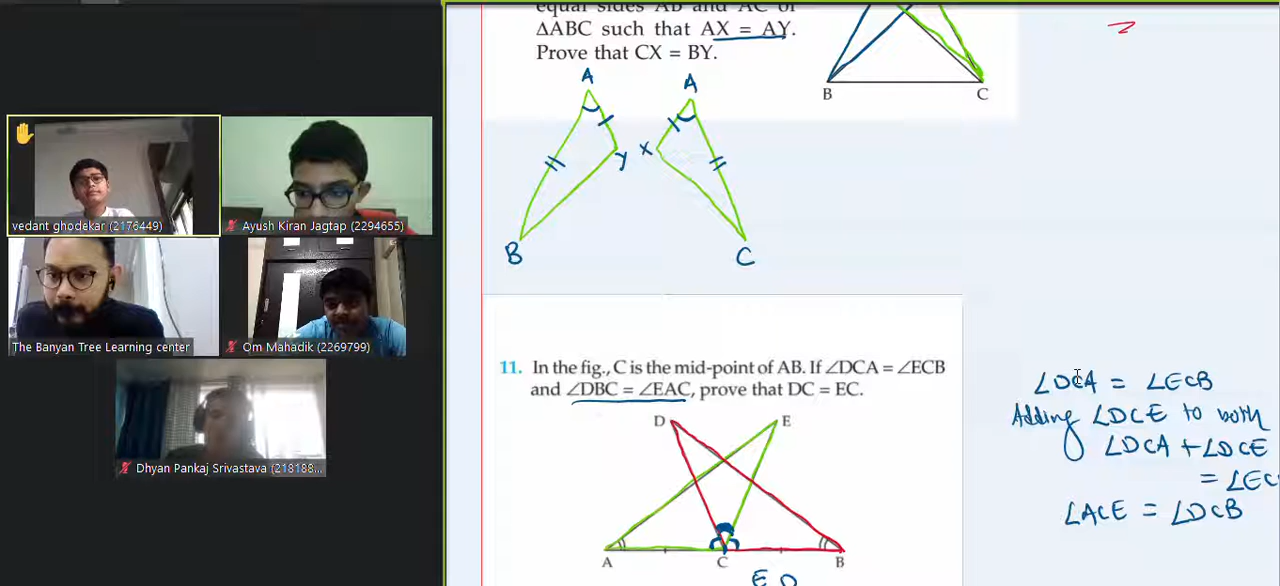 equal sides AB and AC of
ΔABC such that AX = AY.
Prove that CX = BY.
B
C
A
A
Y
X
B
C
vedant ghodekar (2176449)
Ayush Kiran Jagtap (2294655)
The Banyan Tree Learning center
Om Mahadik (2269799)
Dhyan Pankaj Srivastava (218188...
11. In the fig., C is the mid-point of AB. If ∠DCA = ∠ECB
and ∠DBC = ∠EAC, prove that DC = EC.
D
E
A
C
B
E D
∠DCA = ∠ECB
Adding ∠DCE to both
∠DCA + ∠DCE
= ∠EC
∠ACE = ∠DCB